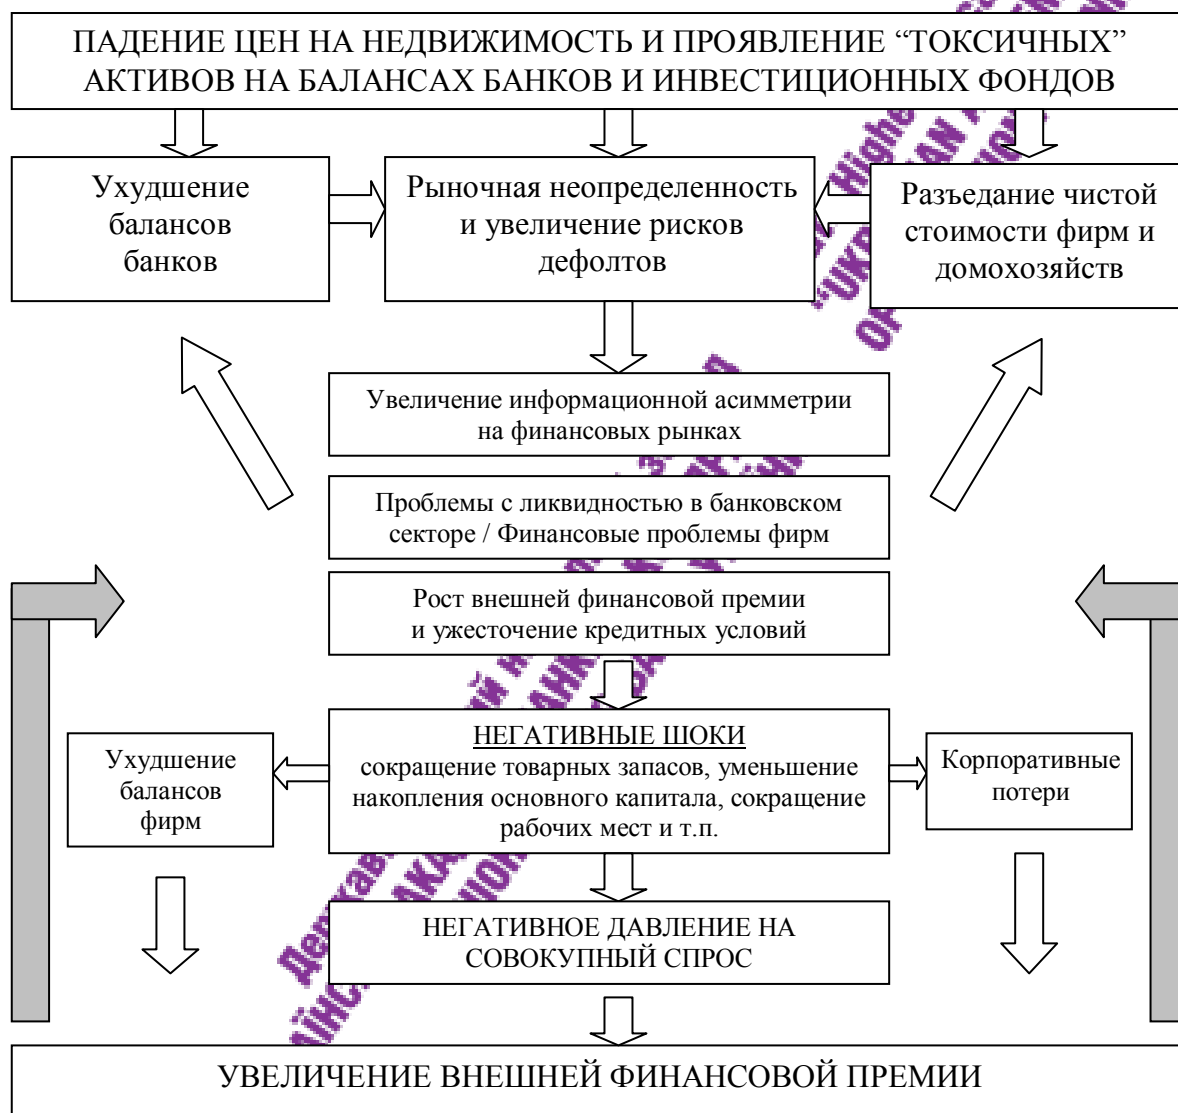 ПАДЕНИЕ ЦЕН НА НЕДВИЖИМОСТЬ И ПРОЯВЛЕНИЕ “ТОКСИЧНЫХ”
АКТИВОВ НА БАЛАНСАХ БАНКОВ И ИНВЕСТИЦИОННЫХ ФОНДОВ
Ухудшение
балансов
банков
Рыночная неопределенность
и увеличение рисков
дефолтов
Разъедание чистой
стоимости фирм и
домохозяйств
Увеличение информационной асимметрии
на финансовых рынках
Проблемы с ликвидностью в банковском
секторе / Финансовые проблемы фирм
Рост внешней финансовой премии
и ужесточение кредитных условий
НЕГАТИВНЫЕ ШОКИ
сокращение товарных запасов, уменьшение
накопления основного капитала, сокращение
рабочих мест и т.п.
Ухудшение
балансов
фирм
Корпоративные
потери
НЕГАТИВНОЕ ДАВЛЕНИЕ НА
СОВОКУПНЫЙ СПРОС
УВЕЛИЧЕНИЕ ВНЕШНЕЙ ФИНАНСОВОЙ ПРЕМИИ